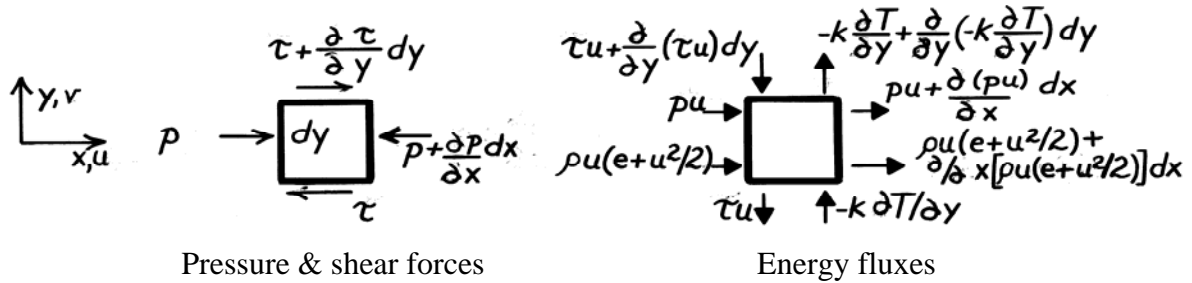 τ + ∂τ/∂y dy
y,v
x,u
p
dy
p + ∂p/∂x dx
τ
Pressure & shear forces
τu + ∂/∂y (τu) dy
-k ∂T/∂y + ∂/∂y (-k ∂T/∂y) dy
pu
pu + ∂(pu)/∂x dx
ρu(e+u²/2)
ρu(e+u²/2) +
∂/∂x [ρu(e+u²/2)] dx
τu
-k ∂T/∂y
Energy fluxes